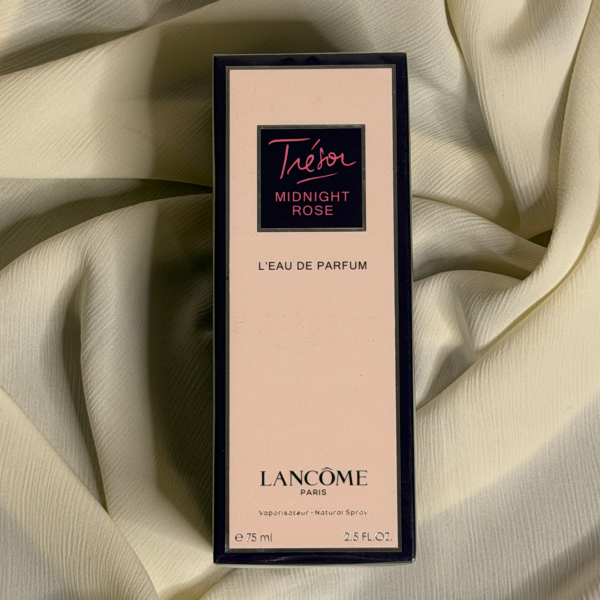 Trésor
MIDNIGHT
ROSE
L'EAU DE PARFUM
LANCÔME
PARIS
Vaporisateur - Natural Spray
e 75 ml 2.5 FL.OZ.